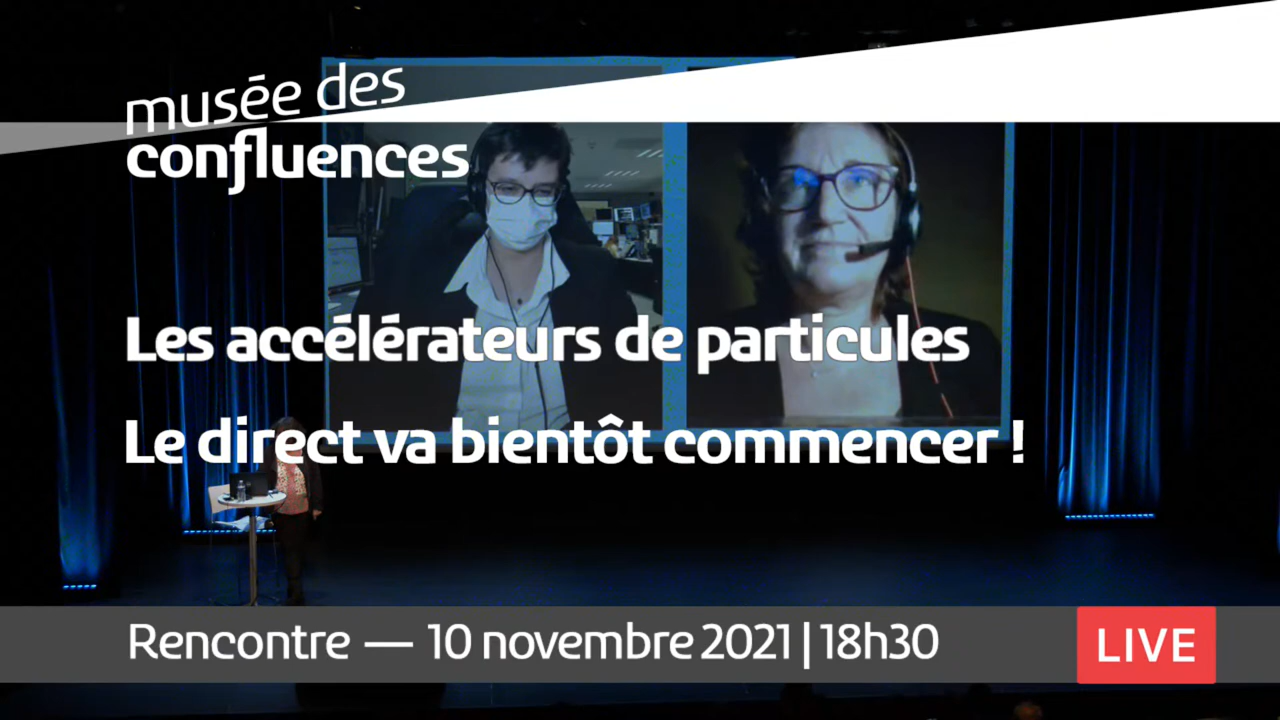 musée des
confluences
Les accélérateurs de particules
Le direct va bientôt commencer !
Rencontre — 10 novembre 2021 | 18h30
LIVE